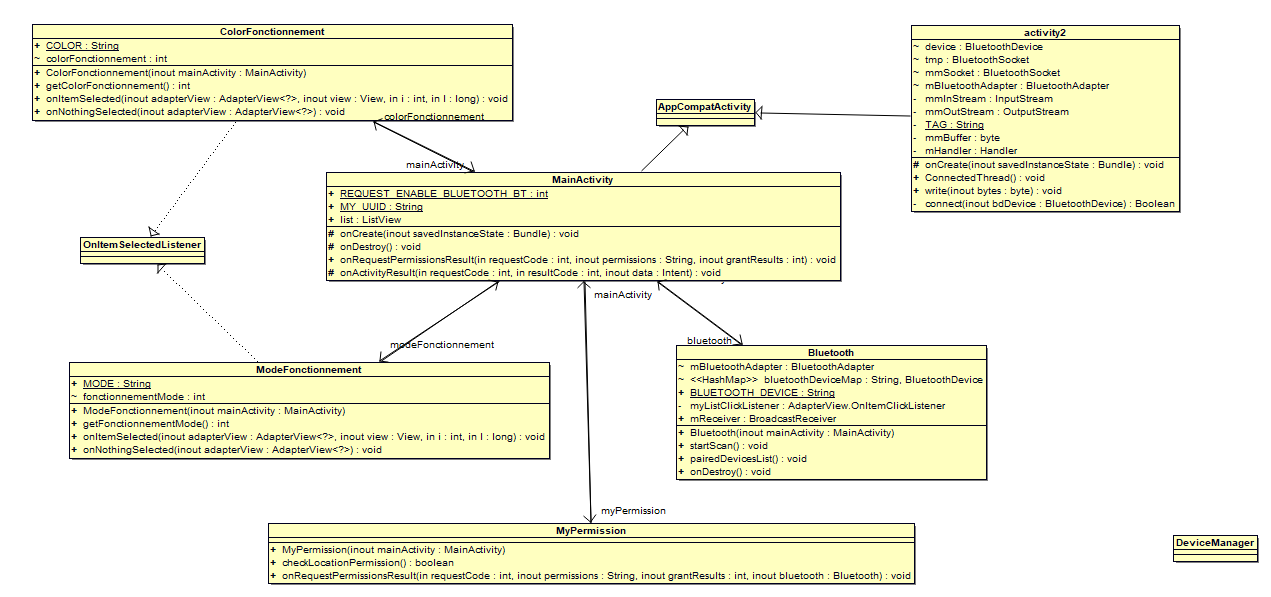 ColorFonctionnement
+ COLOR : String
~ colorFonctionnement : int
+ ColorFonctionnement(inout mainActivity : MainActivity)
+ getColorFonctionnement() : int
+ onItemSelected(inout adapterView : AdapterView<?>, inout view : View, in i : int, in l : long) : void
+ onNothingSelected(inout adapterView : AdapterView<?>) : void
activity2
~ device : BluetoothDevice
~ tmp : BluetoothSocket
~ mmSocket : BluetoothSocket
~ mBluetoothAdapter : BluetoothAdapter
- mmInStream : InputStream
- mmOutStream : OutputStream
- TAG : String
- mmBuffer : byte
- mHandler : Handler
# onCreate(inout savedInstanceState : Bundle) : void
+ ConnectedThread() : void
+ write(inout bytes : byte) : void
- connect(inout bdDevice : BluetoothDevice) : Boolean
AppCompatActivity
colorFonctionnement
mainActivity
MainActivity
+ REQUEST_ENABLE_BLUETOOTH_BT : int
+ MY_UUID : String
+ list : ListView
# onCreate(inout savedInstanceState : Bundle) : void
# onDestroy() : void
+ onRequestPermissionsResult(in requestCode : int, inout permissions : String, inout grantResults : int) : void
# onActivityResult(in requestCode : int, in resultCode : int, inout data : Intent) : void
OnItemSelectedListener
mainActivity
modeFonctionnement
bluetooth
ModeFonctionnement
+ MODE : String
~ fonctionnementMode : int
+ ModeFonctionnement(inout mainActivity : MainActivity)
+ getFonctionnementMode() : int
+ onItemSelected(inout adapterView : AdapterView<?>, inout view : View, in i : int, in l : long) : void
+ onNothingSelected(inout adapterView : AdapterView<?>) : void
Bluetooth
~ mBluetoothAdapter : BluetoothAdapter
~ <<HashMap>> bluetoothDeviceMap : String, BluetoothDevice
+ BLUETOOTH_DEVICE : String
- myListClickListener : AdapterView.OnItemClickListener
+ mReceiver : BroadcastReceiver
+ Bluetooth(inout mainActivity : MainActivity)
+ startScan() : void
+ pairedDevicesList() : void
+ onDestroy() : void
myPermission
MyPermission
+ MyPermission(inout mainActivity : MainActivity)
+ checkLocationPermission() : boolean
+ onRequestPermissionsResult(in requestCode : int, inout permissions : String, inout grantResults : int, inout bluetooth : Bluetooth) : void
DeviceManager